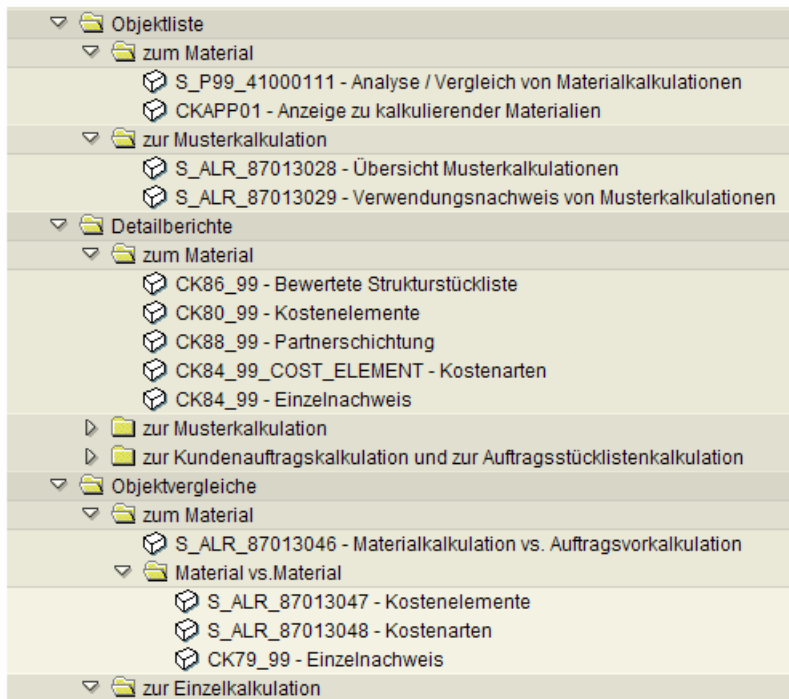 Objektliste
zum Material
S_P99_41000111 - Analyse / Vergleich von Materialkalkulationen
CKAPP01 - Anzeige zu kalkulierender Materialien
zur Musterkalkulation
S_ALR_87013028 - Übersicht Musterkalkulationen
S_ALR_87013029 - Verwendungsnachweis von Musterkalkulationen
Detailberichte
zum Material
CK86_99 - Bewertete Strukturstückliste
CK80_99 - Kostenelemente
CK88_99 - Partnerschichtung
CK84_99_COST_ELEMENT - Kostenarten
CK84_99 - Einzelnachweis
zur Musterkalkulation
zur Kundenauftragskalkulation und zur Auftragsstücklistenkalkulation
Objektvergleiche
zum Material
S_ALR_87013046 - Materialkalkulation vs. Auftragsvorkalkulation
Material vs.Material
S_ALR_87013047 - Kostenelemente
S_ALR_87013048 - Kostenarten
CK79_99 - Einzelnachweis
zur Einzelkalkulation